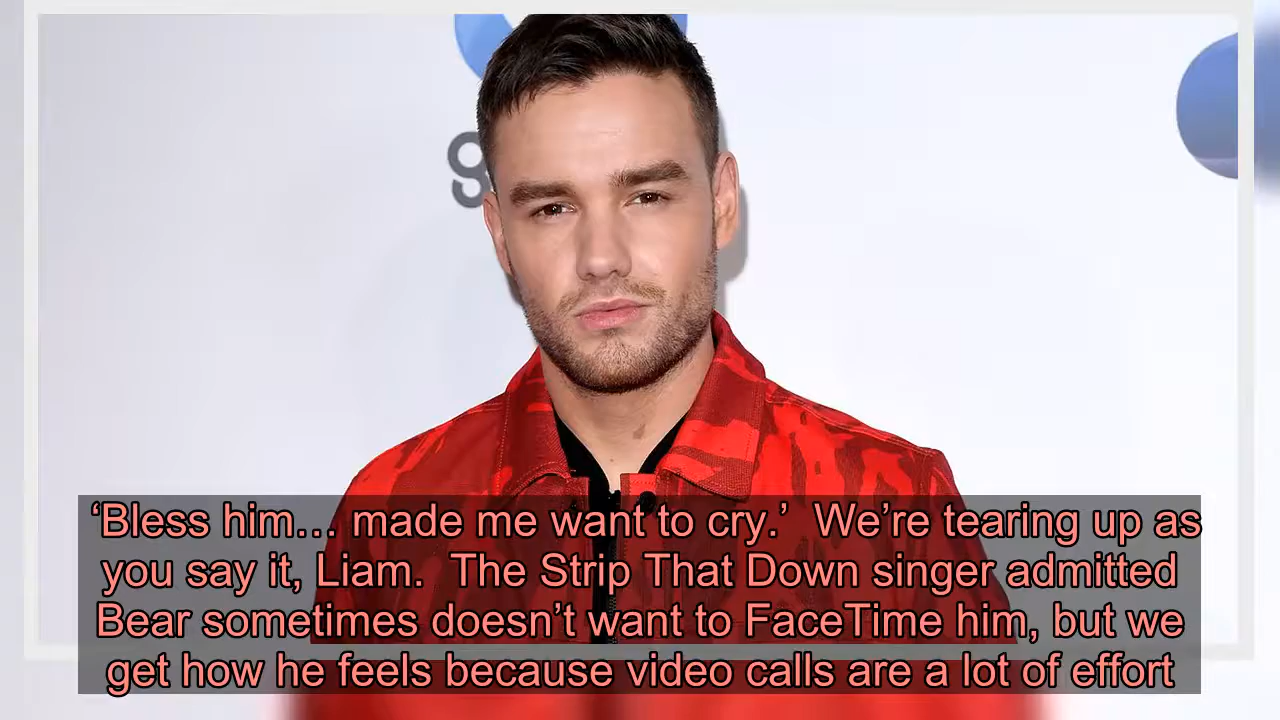 9
‘Bless him… made me want to cry.’  We’re tearing up as
you say it, Liam.  The Strip That Down singer admitted
Bear sometimes doesn’t want to FaceTime him, but we
get how he feels because video calls are a lot of effort